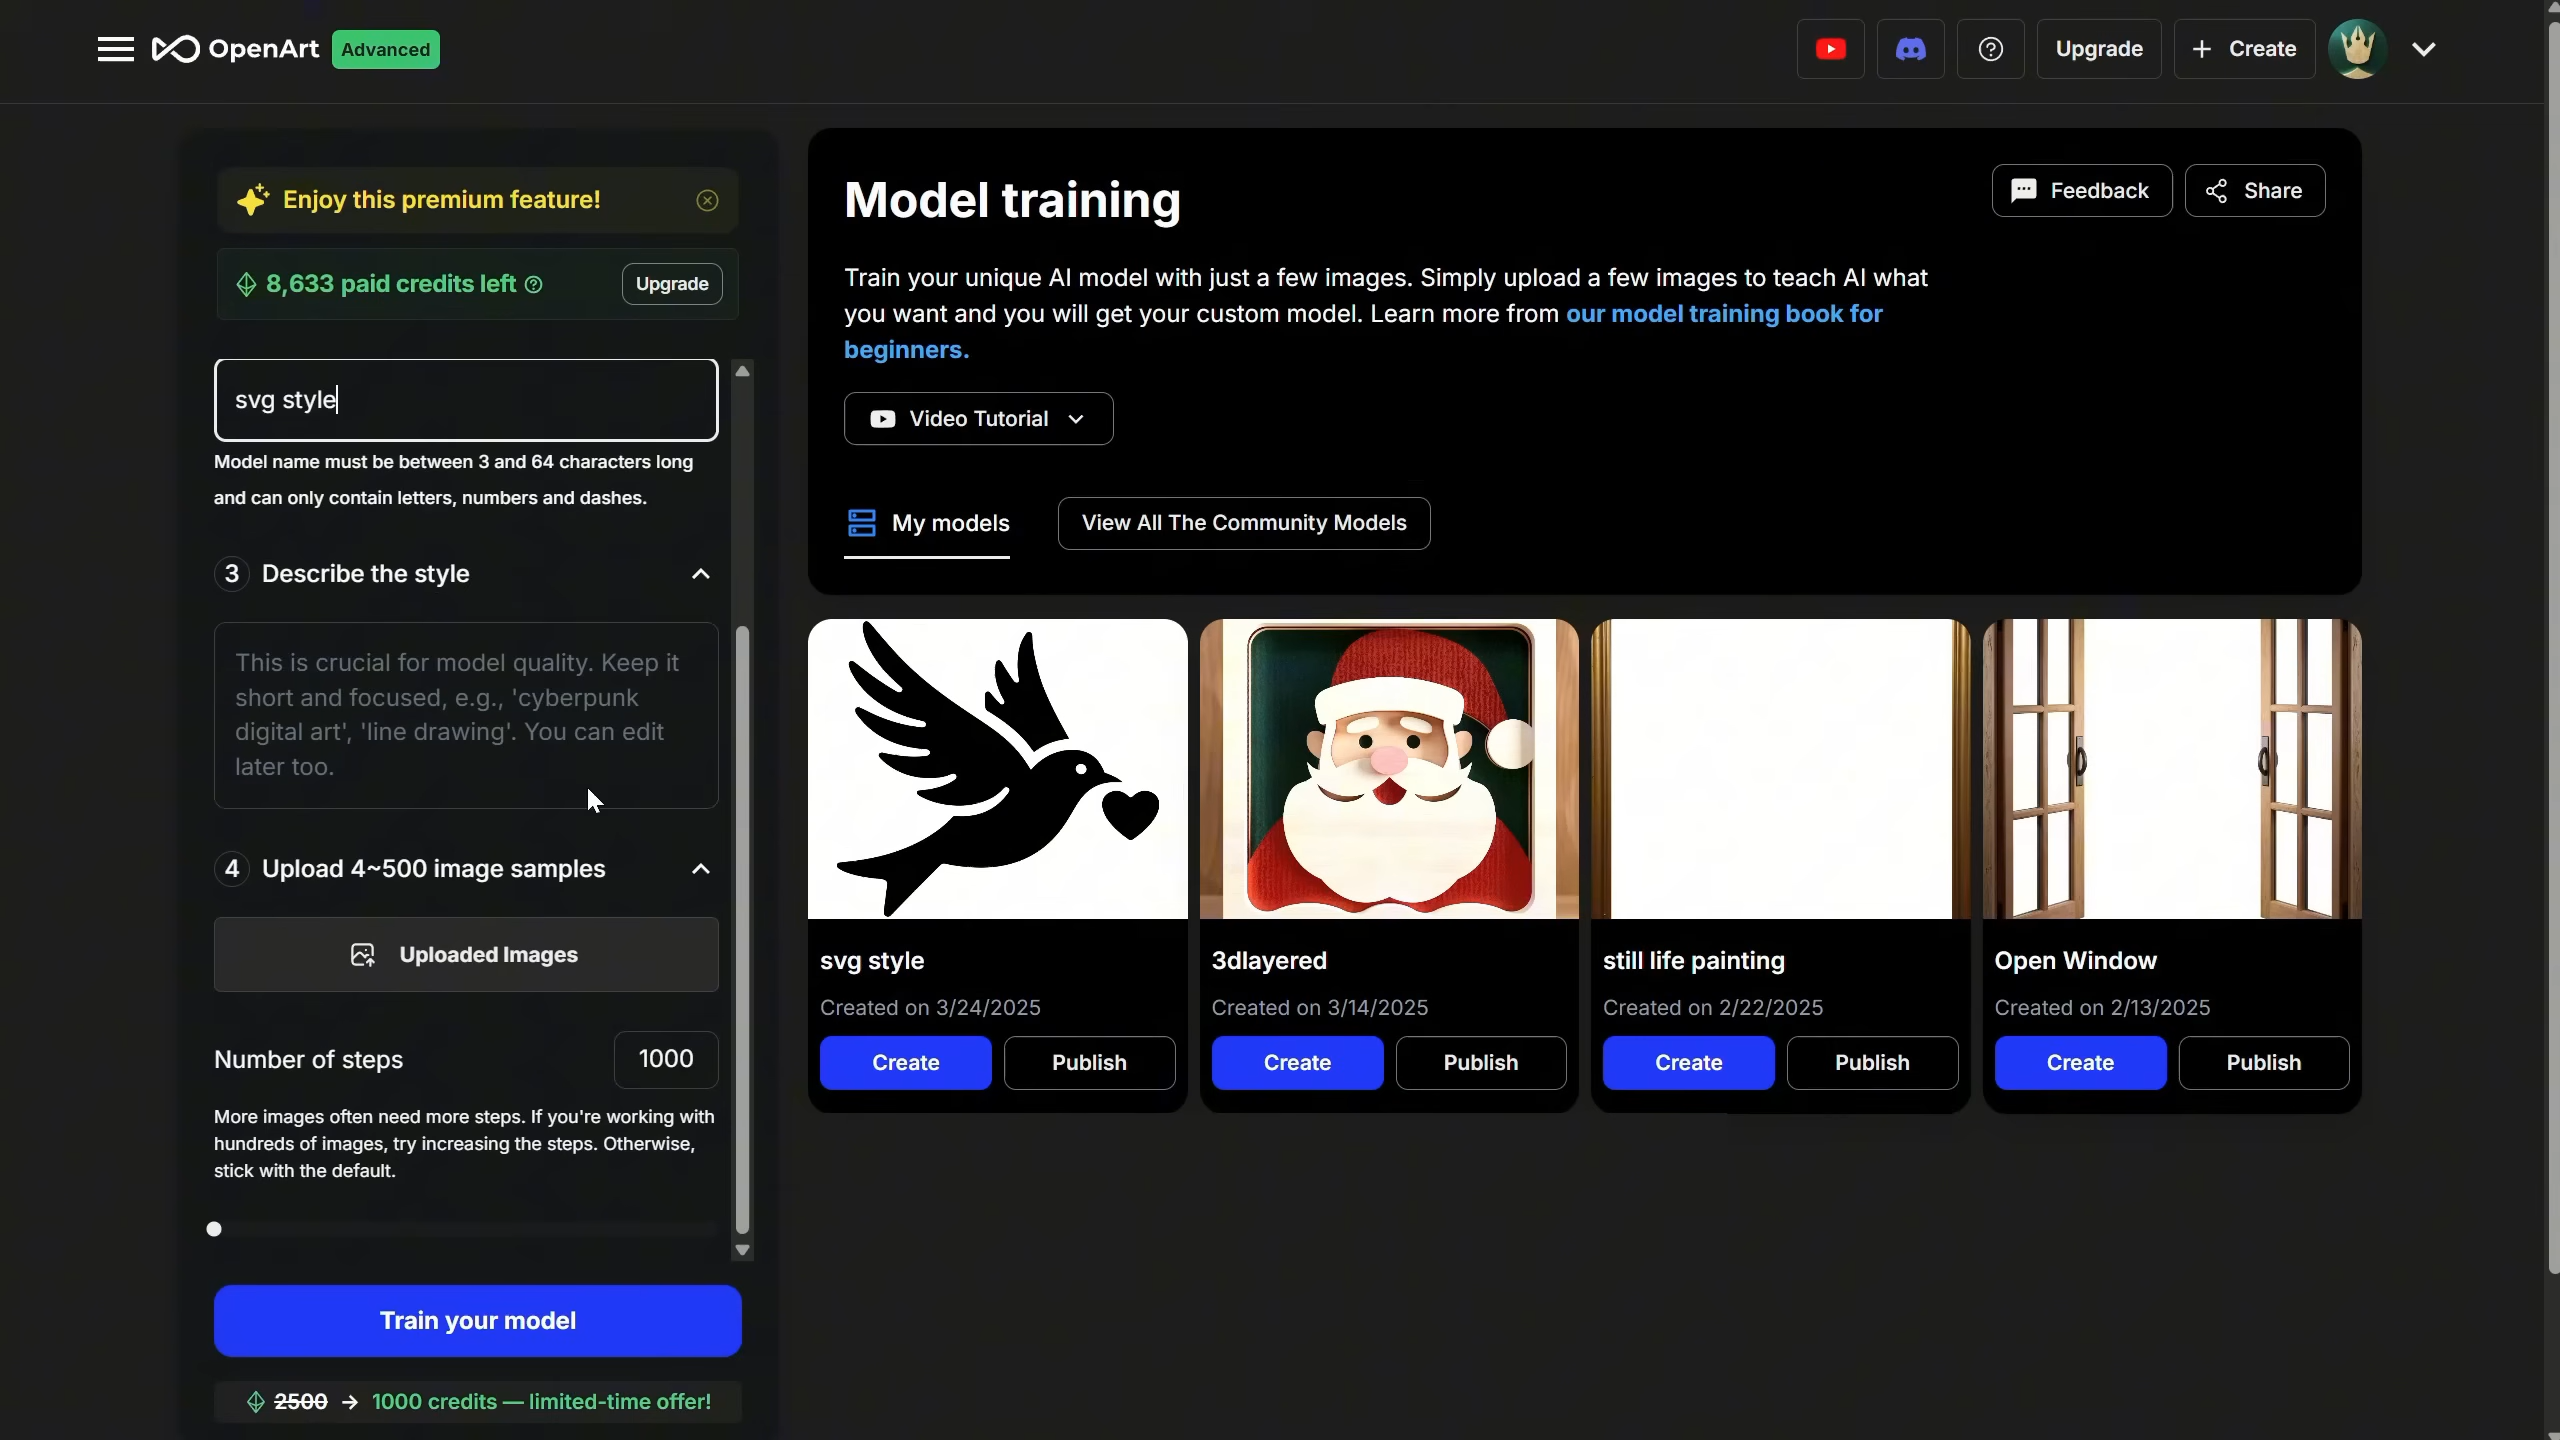 OpenArt
Advanced
Upgrade
Create
Enjoy this premium feature!
8,633 paid credits left
Upgrade
svg style
Model name must be between 3 and 64 characters long
and can only contain letters, numbers and dashes.
3 Describe the style
This is crucial for model quality. Keep it
short and focused, e.g., 'cyberpunk
digital art', 'line drawing'. You can edit
later too.
4 Upload 4~500 image samples
Uploaded Images
Number of steps
1000
More images often need more steps. If you're working with
hundreds of images, try increasing the steps. Otherwise,
stick with the default.
Train your model
2500 → 1000 credits — limited-time offer!
Model training
Feedback
Share
Train your unique AI model with just a few images. Simply upload a few images to teach AI what
you want and you will get your custom model. Learn more from our model training book for
beginners.
Video Tutorial
My models
View All The Community Models
svg style
Created on 3/24/2025
Create
Publish
3dlayered
Created on 3/14/2025
Create
Publish
still life painting
Created on 2/22/2025
Create
Publish
Open Window
Created on 2/13/2025
Create
Publish